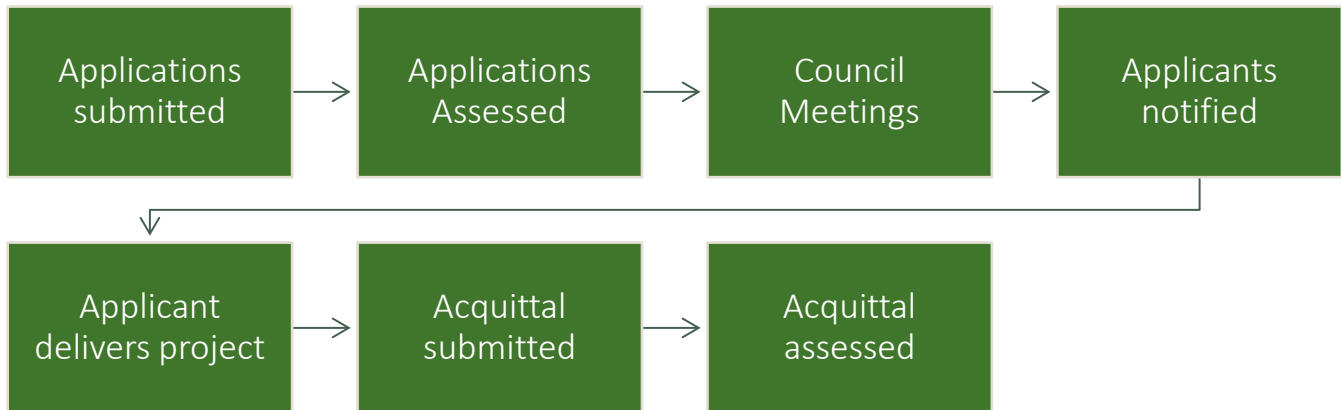 Applications
submitted
Applications
Assessed
Council
Meetings
Applicants
notified
Applicant
delivers project
Acquittal
submitted
Acquittal
assessed